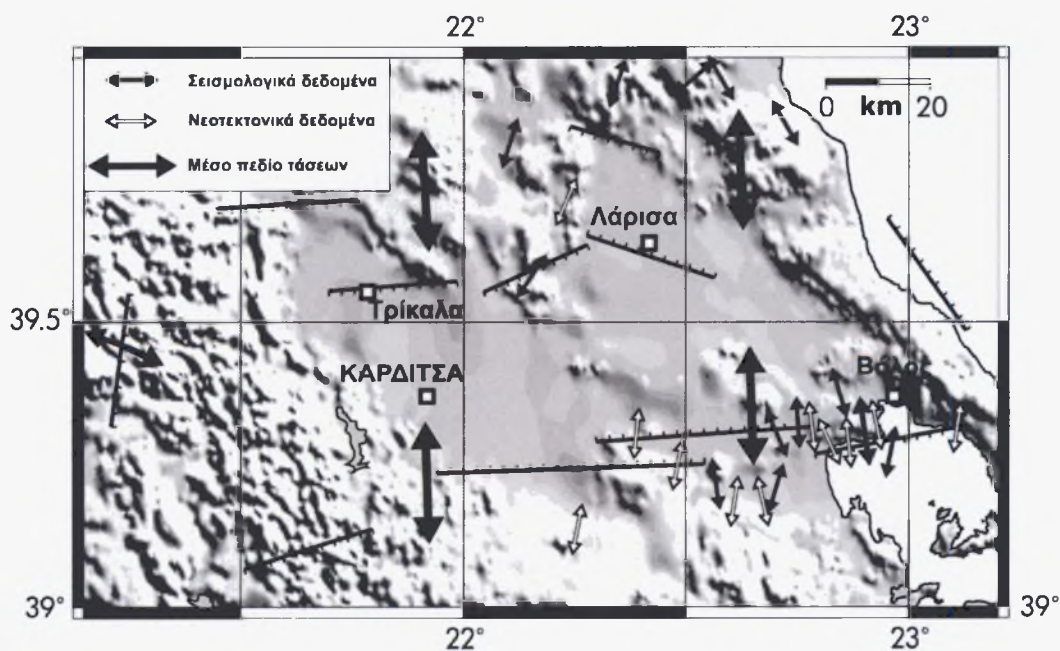 22° 23°
Σεισμολογικά δεδομένα
Νεοτεκτονικά δεδομένα
Μέσο πεδίο τάσεων
0 km 20
Λάρισα
Τρίκαλα
39.5°
ΚΑΡΔΙΤΣΑ
Βόλος
39° 39°
22° 23°